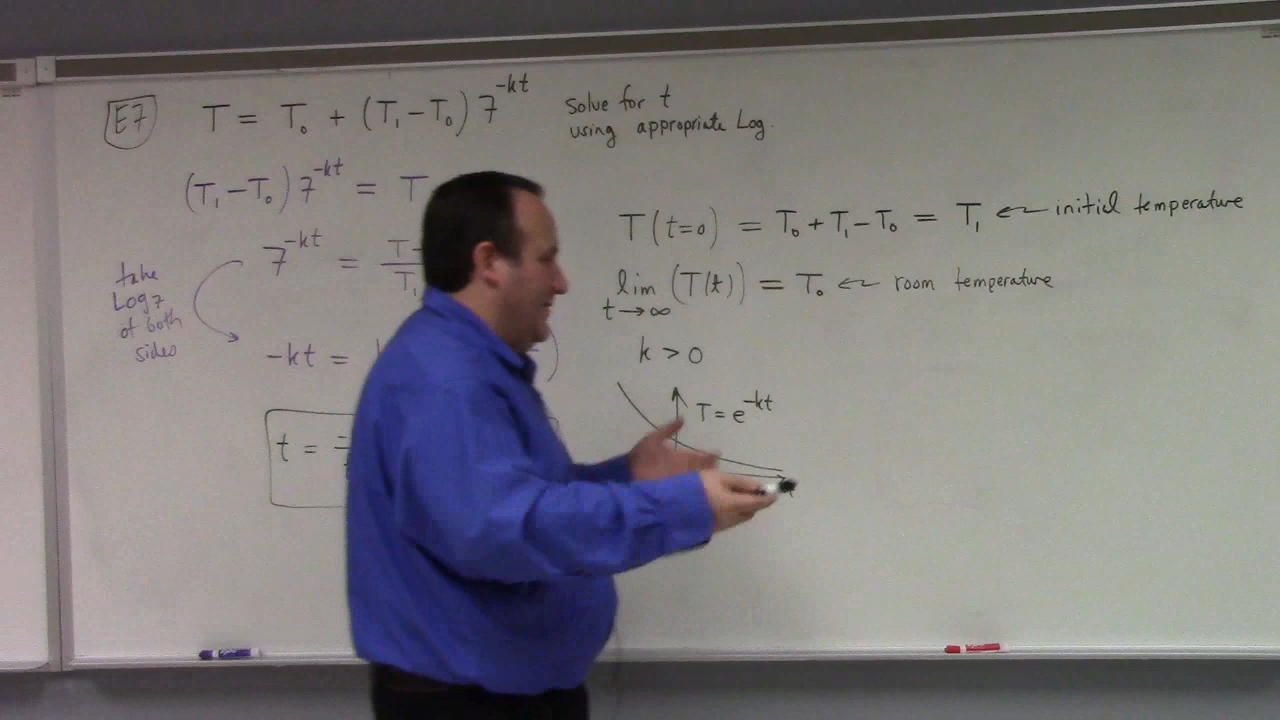 E7 T = T₀ + (T₁ - T₀) 7^-kt
Solve for t
using appropriate Log.
(T₁ - T₀) 7^-kt = T
7^-kt = T / T₁
take
Log₇
of both
sides
-kt = )
t =
T(t=0) = T₀ + T₁ - T₀ = T₁ ← initial temperature
lim t→∞ (T(t)) = T₀ ← room temperature
k > 0
T = e^-kt